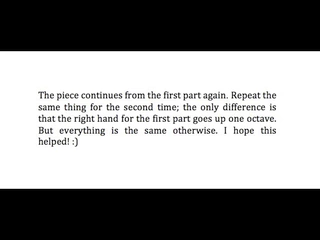 The piece continues from the first part again. Repeat the
same thing for the second time; the only difference is
that the right hand for the first part goes up one octave.
But everything is the same otherwise. I hope this
helped! :)